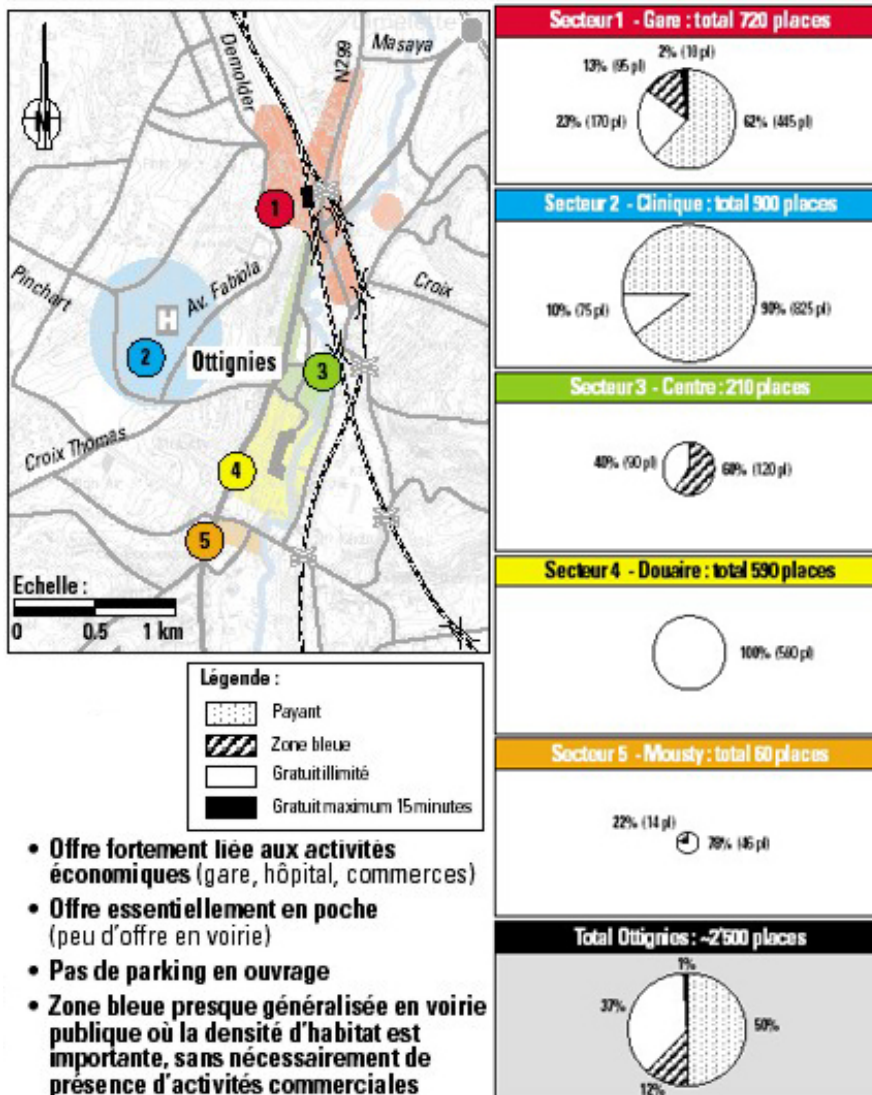 Demolder
N299
Masaya
N
1
Pinchart
Av. Fabiola
Croix
H
2
Ottignies
3
Croix Thomas
4
5
Echelle :
0 0.5 1 km
Légende :
Payant
Zone bleue
Gratuit illimité
Gratuit maximum 15 minutes
• Offre fortement liée aux activités
économiques (gare, hôpital, commerces)
• Offre essentiellement en poche
(peu d'offre en voirie)
• Pas de parking en ouvrage
• Zone bleue presque généralisée en voirie
publique où la densité d'habitat est
importante, sans nécessairement de
présence d'activités commerciales
Secteur 1 - Gare : total 720 places
2% (10 pl)
13% (95 pl)
23% (170 pl)
62% (445 pl)
Secteur 2 - Clinique : total 900 places
10% (75 pl)
90% (825 pl)
Secteur 3 - Centre : 210 places
40% (90 pl)
60% (120 pl)
Secteur 4 - Douaire : total 590 places
100% (590 pl)
Secteur 5 - Mousty : total 60 places
22% (14 pl)
78% (46 pl)
Total Ottignies : ~2'500 places
1%
37%
50%
12%